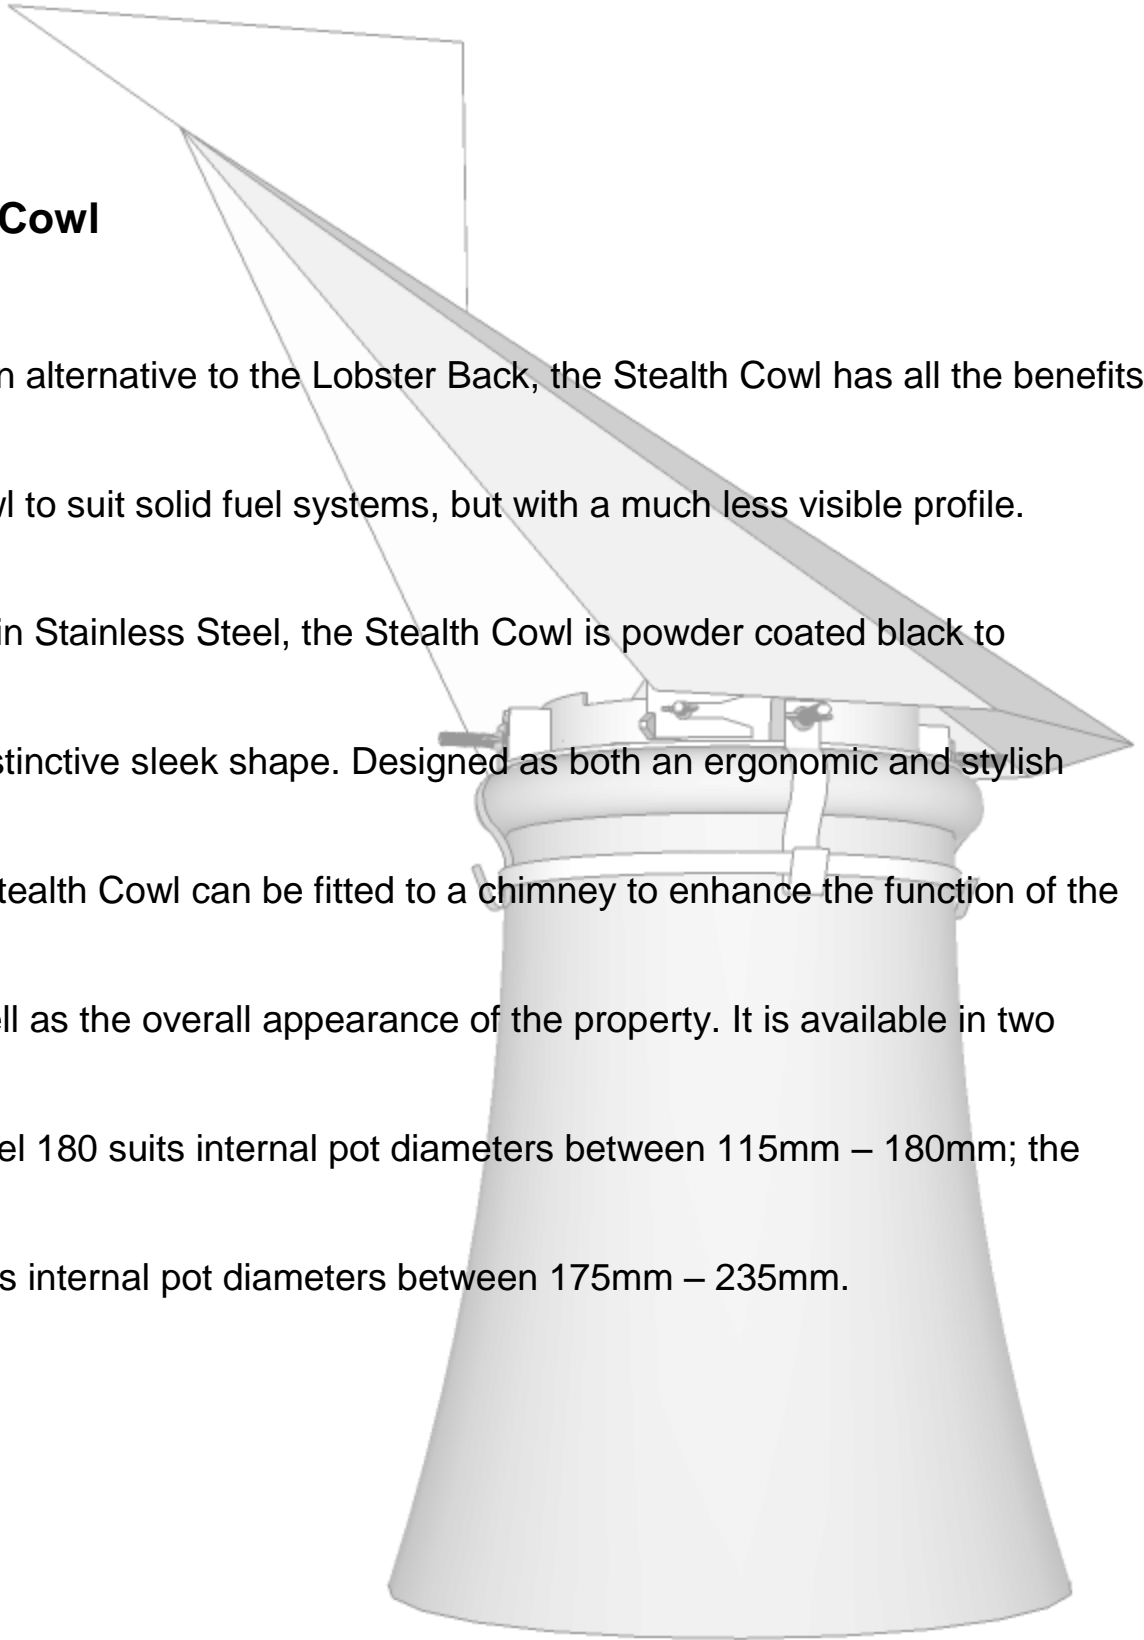 Cowl
n alternative to the Lobster Back, the Stealth Cowl has all the benefits
wl to suit solid fuel systems, but with a much less visible profile.
in Stainless Steel, the Stealth Cowl is powder coated black to
stinctive sleek shape. Designed as both an ergonomic and stylish
tealth Cowl can be fitted to a chimney to enhance the function of the
ell as the overall appearance of the property. It is available in two
el 180 suits internal pot diameters between 115mm – 180mm; the
s internal pot diameters between 175mm – 235mm.